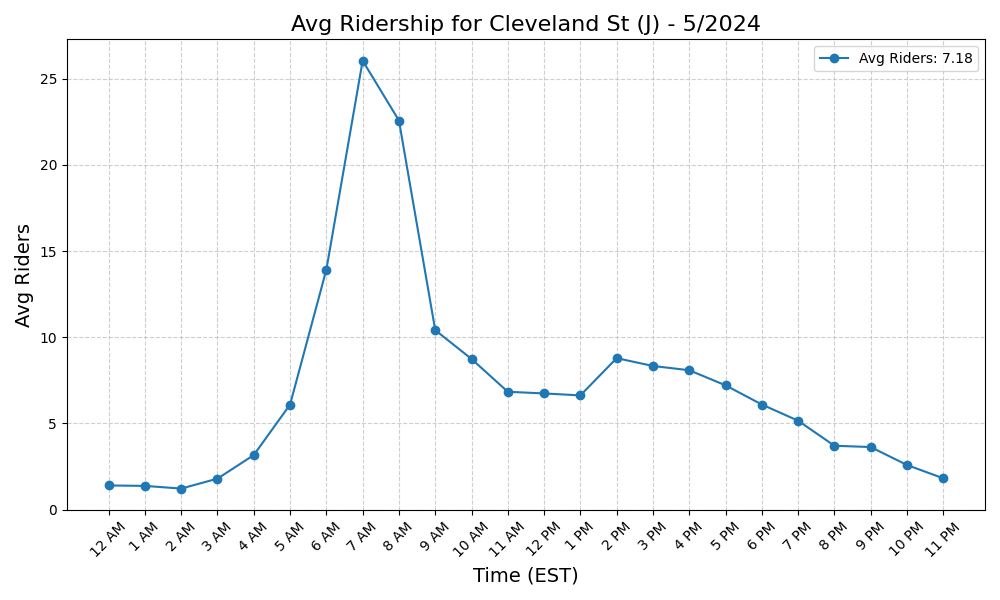 Avg Ridership for Cleveland St (J) - 5/2024
Avg Riders: 7.18
Avg Riders
25
20
15
10
5
0
12 AM
1 AM
2 AM
3 AM
4 AM
5 AM
6 AM
7 AM
8 AM
9 AM
10 AM
11 AM
12 PM
1 PM
2 PM
3 PM
4 PM
5 PM
6 PM
7 PM
8 PM
9 PM
10 PM
11 PM
Time (EST)